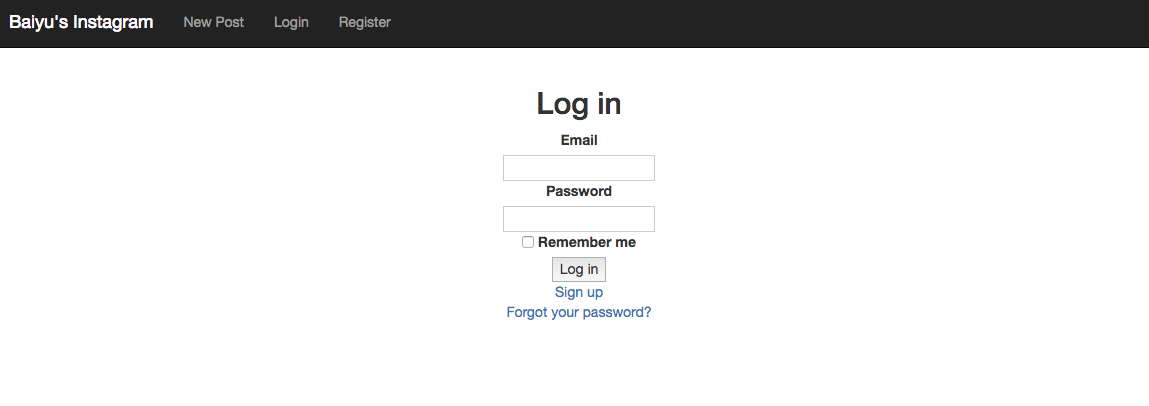 Baiyu's Instagram New Post Login Register
Log in
Email
Password
Remember me
Log in
Sign up
Forgot your password?